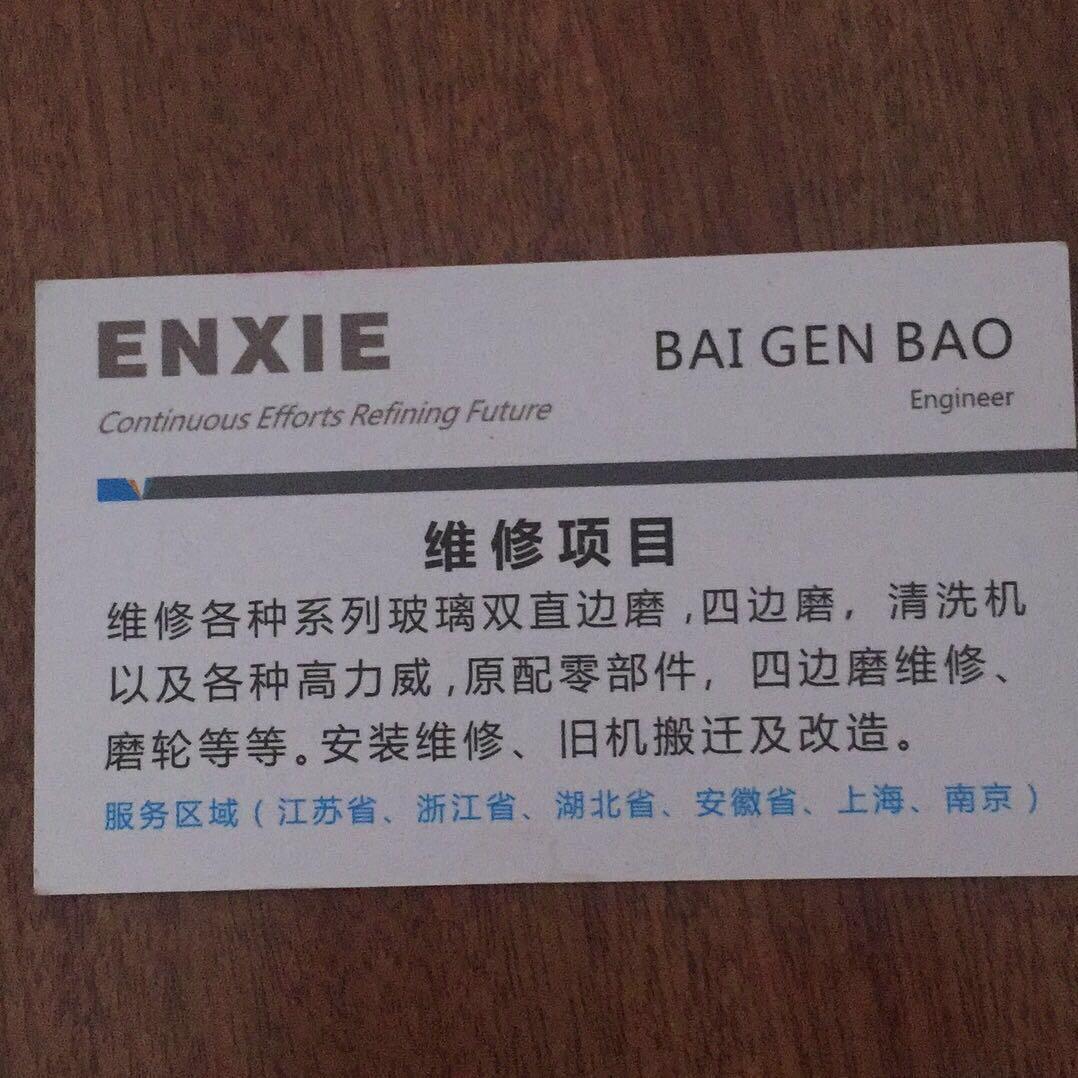 ENXIE
BAI GEN BAO
Continuous Efforts Refining Future
Engineer
维修项目
维修各种系列玻璃双直边磨,四边磨，清洗机
以及各种高力威,原配零部件，四边磨维修、
磨轮等等。安装维修、旧机搬迁及改造。
服务区域（江苏省、浙江省、湖北省、安徽省、上海、南京）